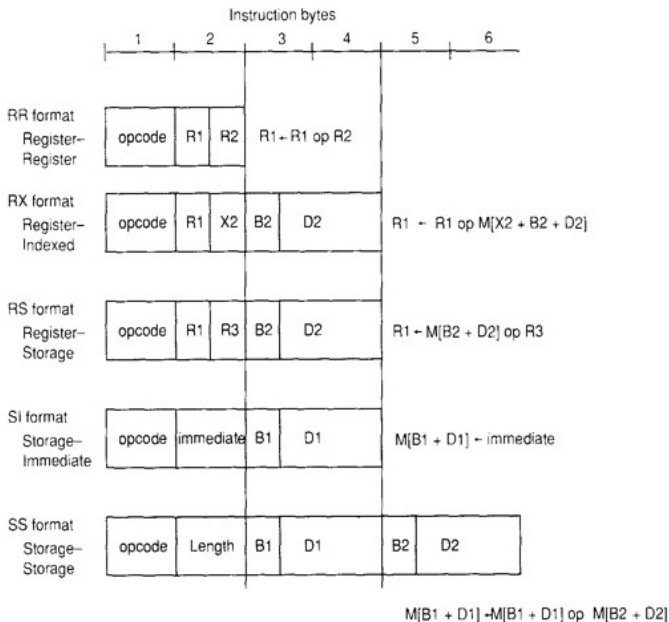 Instruction bytes
1 2 3 4 5 6
RR format
Register–
Register
opcode R1 R2 R1←R1 op R2
RX format
Register–
Indexed
opcode R1 X2 B2 D2 R1 ← R1 op M[X2 + B2 + D2]
RS format
Register–
Storage
opcode R1 R3 B2 D2 R1←M[B2 + D2] op R3
SI format
Storage–
Immediate
opcode immediate B1 D1 M[B1 + D1] ← immediate
SS format
Storage–
Storage
opcode Length B1 D1 B2 D2
M[B1 + D1] ←M[B1 + D1] op M[B2 + D2]